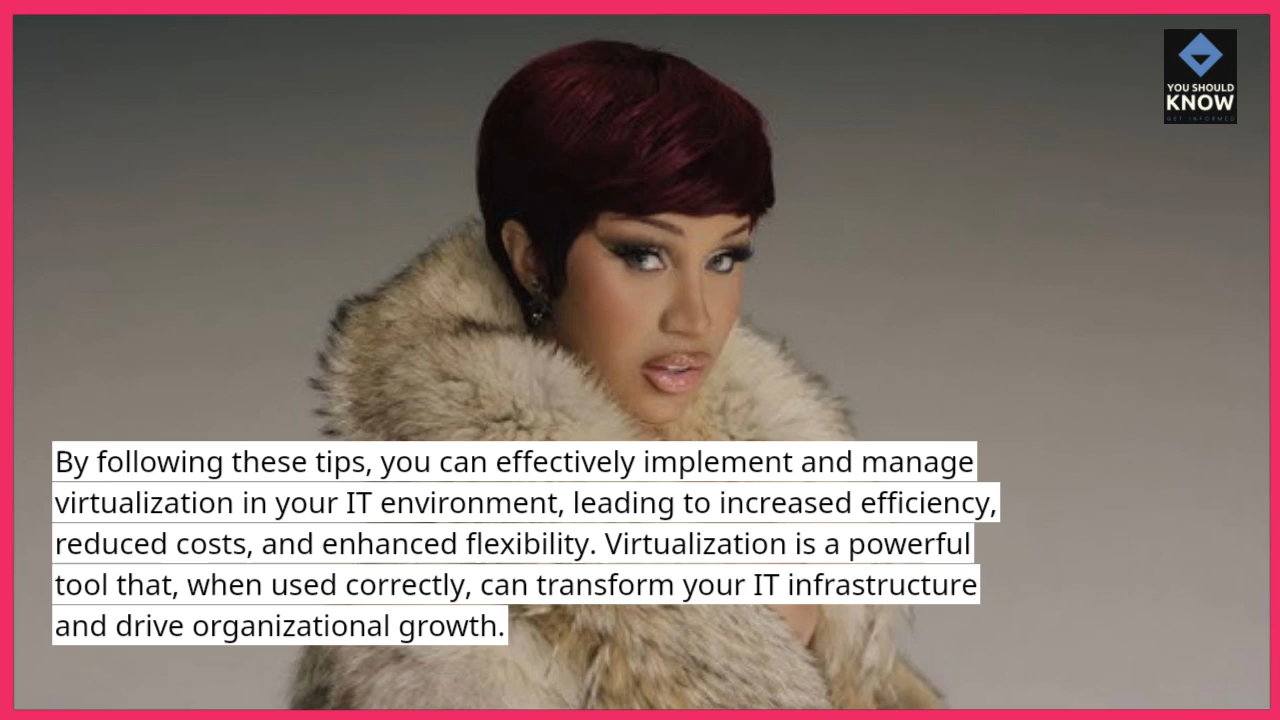 YOU SHOULD
KNOW
GET INFORMED
By following these tips, you can effectively implement and manage
virtualization in your IT environment, leading to increased efficiency,
reduced costs, and enhanced flexibility. Virtualization is a powerful
tool that, when used correctly, can transform your IT infrastructure
and drive organizational growth.